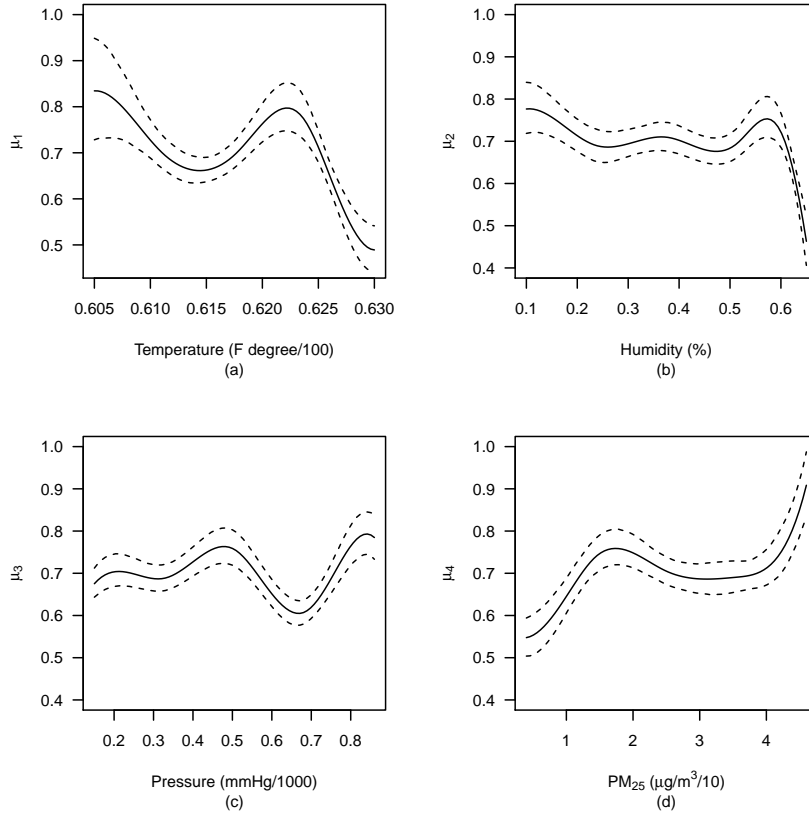 1.0
0.9
0.8
0.7
0.6
0.5
μ1
0.605 0.610 0.615 0.620 0.625 0.630
Temperature (F degree/100)
(a)
1.0
0.9
0.8
0.7
0.6
0.5
0.4
μ2
0.1 0.2 0.3 0.4 0.5 0.6
Humidity (%)
(b)
1.0
0.9
0.8
0.7
0.6
0.5
0.4
μ3
0.2 0.3 0.4 0.5 0.6 0.7 0.8
Pressure (mmHg/1000)
(c)
1.0
0.9
0.8
0.7
0.6
0.5
0.4
μ4
1 2 3 4
PM25 (μg/m³/10)
(d)